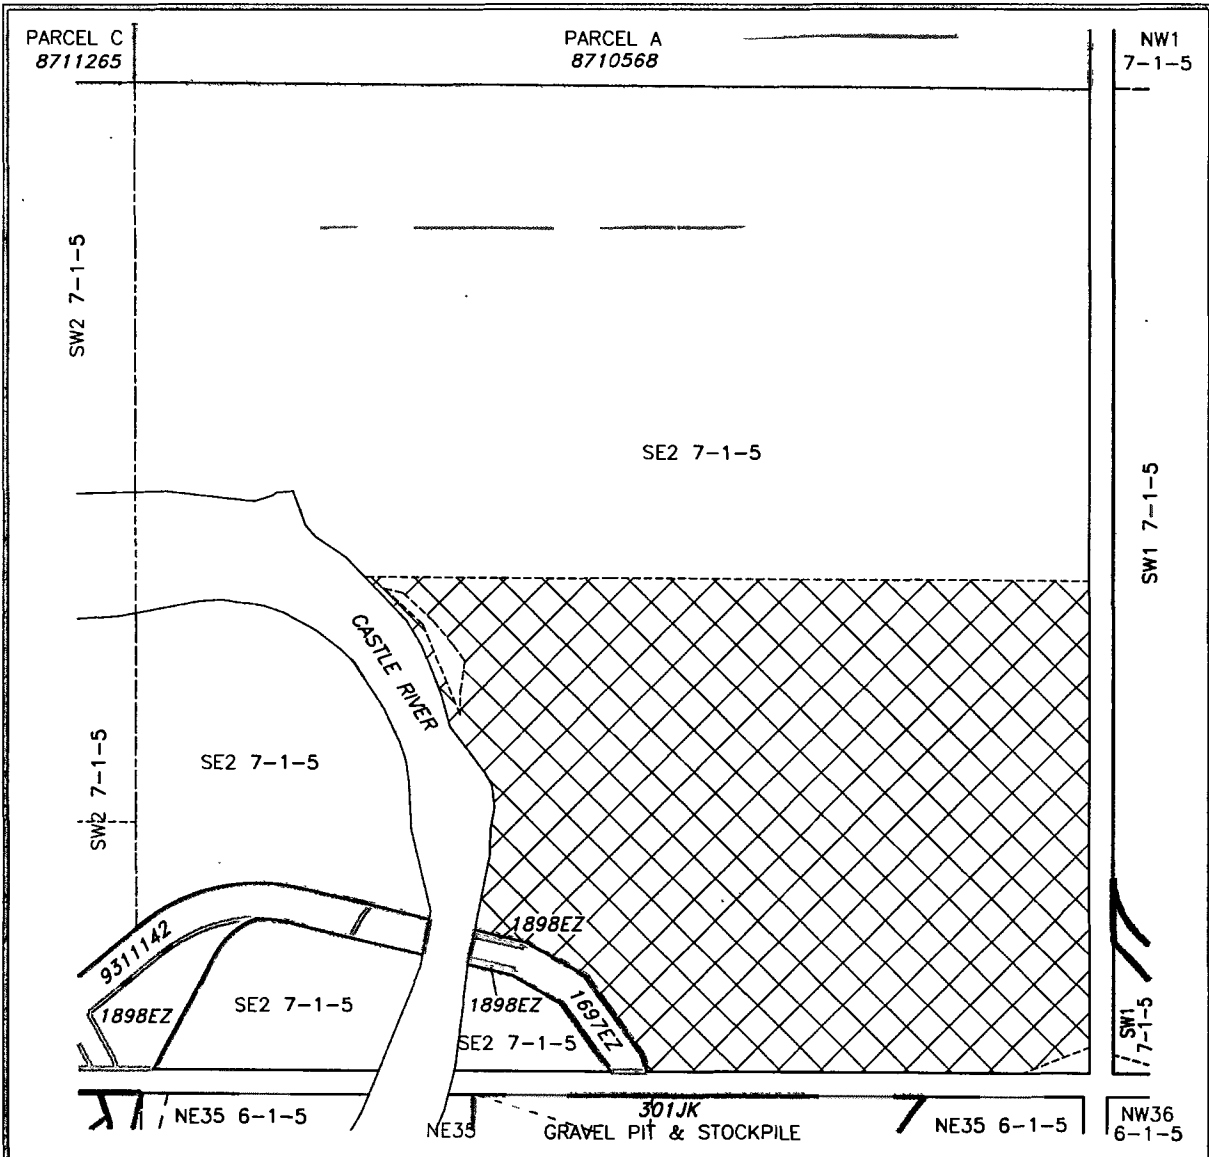 PARCEL C
8711265
PARCEL A
8710568
NW1
7-1-5
SW2 7-1-5
SE2 7-1-5
SW1 7-1-5
CASTLE RIVER
SW2 7-1-5
SE2 7-1-5
1898EZ
9311142
1898EZ
SE2 7-1-5
1898EZ
1697EZ
SE2 7-1-5
SW1
7-1-5
NE35 6-1-5
NE35
301JK
GRAVEL PIT & STOCKPILE
NE35 6-1-5
NW36
6-1-5